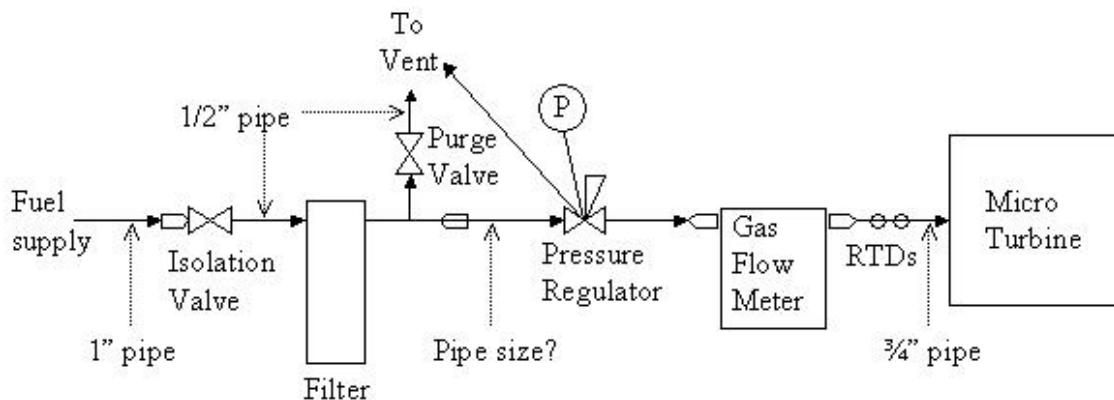 To
Vent
1/2” pipe
P
Purge
Valve
Fuel
supply
Isolation
Valve
1” pipe
Filter
Pipe size?
Pressure
Regulator
Gas
Flow
Meter
RTDs
¾” pipe
Micro
Turbine